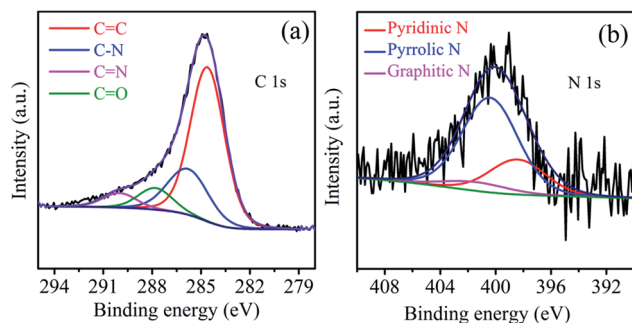 (a)
C=C
C-N
C=N
C=O
C 1s
Intensity (a.u.)
294 291 288 285 282 279
Binding energy (eV)
(b)
Pyridinic N
Pyrrolic N
Graphitic N
N 1s
Intensity (a.u.)
408 404 400 396 392
Binding energy (eV)